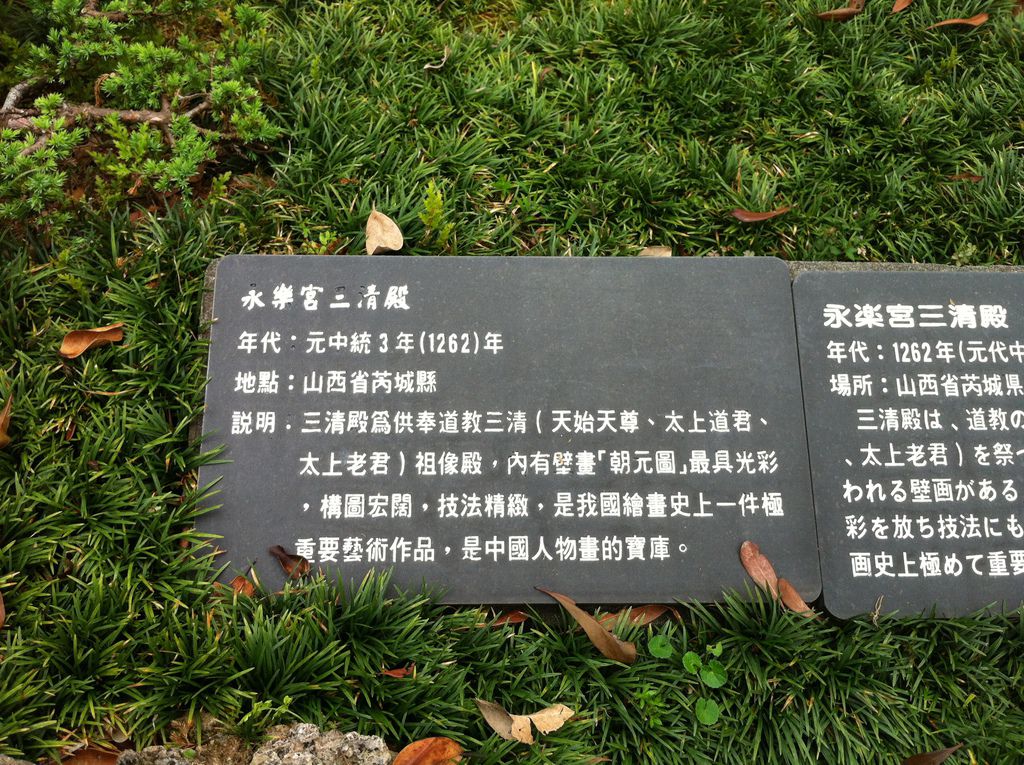 永樂宮三清殿
年代：元中統3年(1262)年
地點：山西省芮城縣
説明：三清殿爲供奉道教三清（天始天尊、太上道君、
太上老君）祖像殿，內有壁畫「朝元圖」最具光彩
，構圖宏闊，技法精緻，是我國繪畫史上一件極
重要藝術作品，是中國人物畫的寶庫。
永楽宮三清殿
年代：1262年(元代中
場所：山西省芮城県
三清殿は、道教の
、太上老君）を祭
われる壁画がある
彩を放ち技法にも
画史上極めて重要